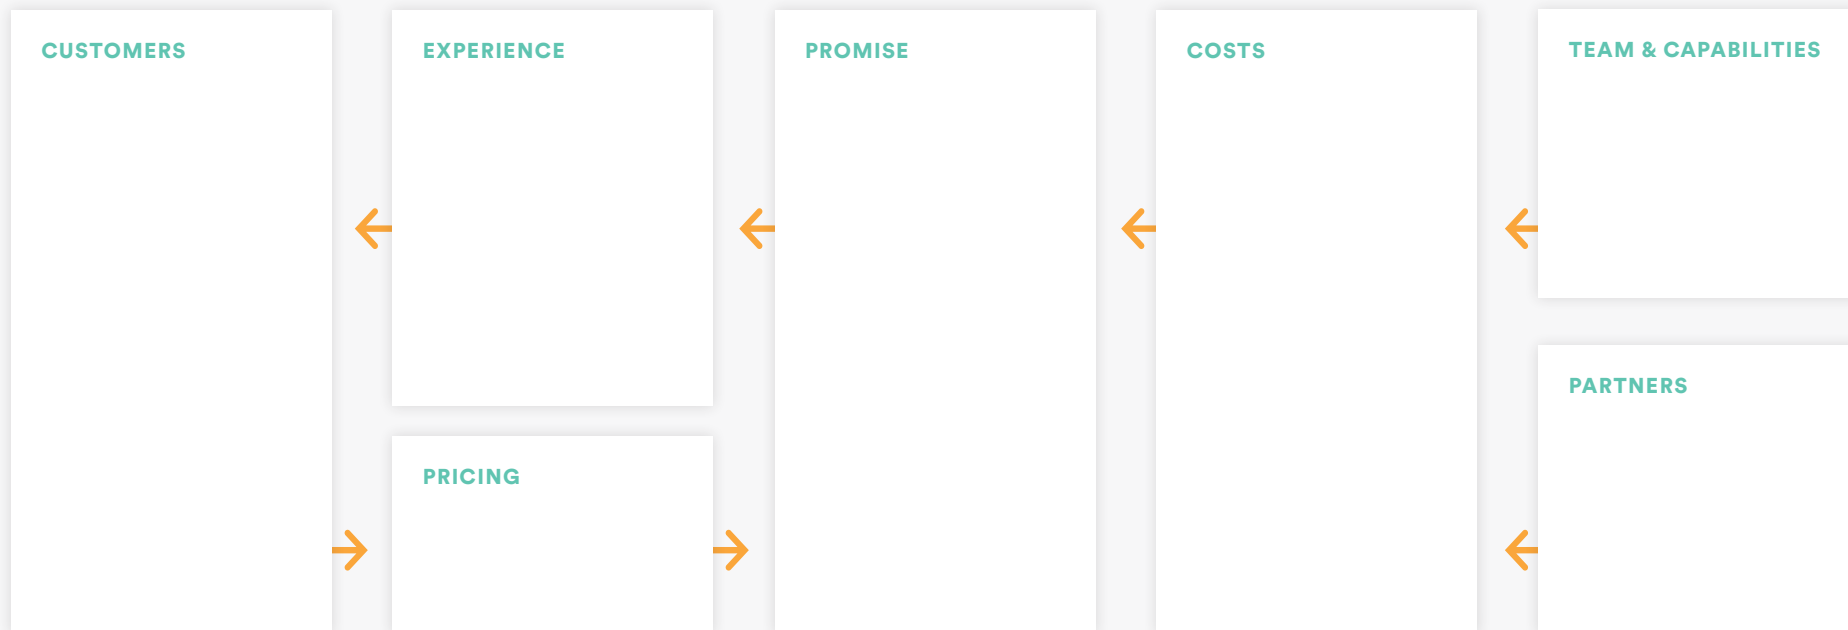 CUSTOMERS
EXPERIENCE
PROMISE
COSTS
TEAM & CAPABILITIES
PARTNERS
PRICING